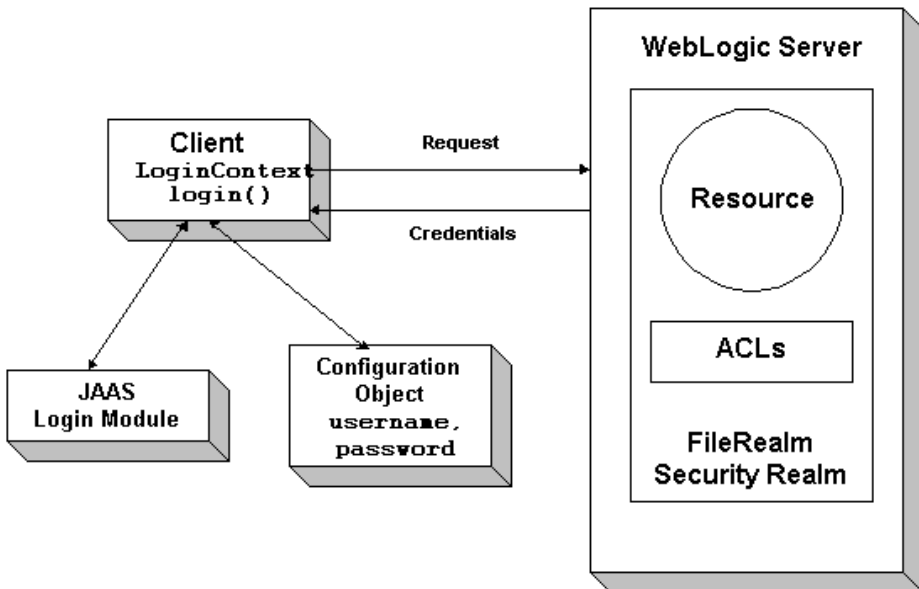 WebLogic Server
Client
LoginContext
login()
Request
Credentials
Resource
ACLs
FileRealm
Security Realm
JAAS
Login Module
Configuration
Object
username,
password